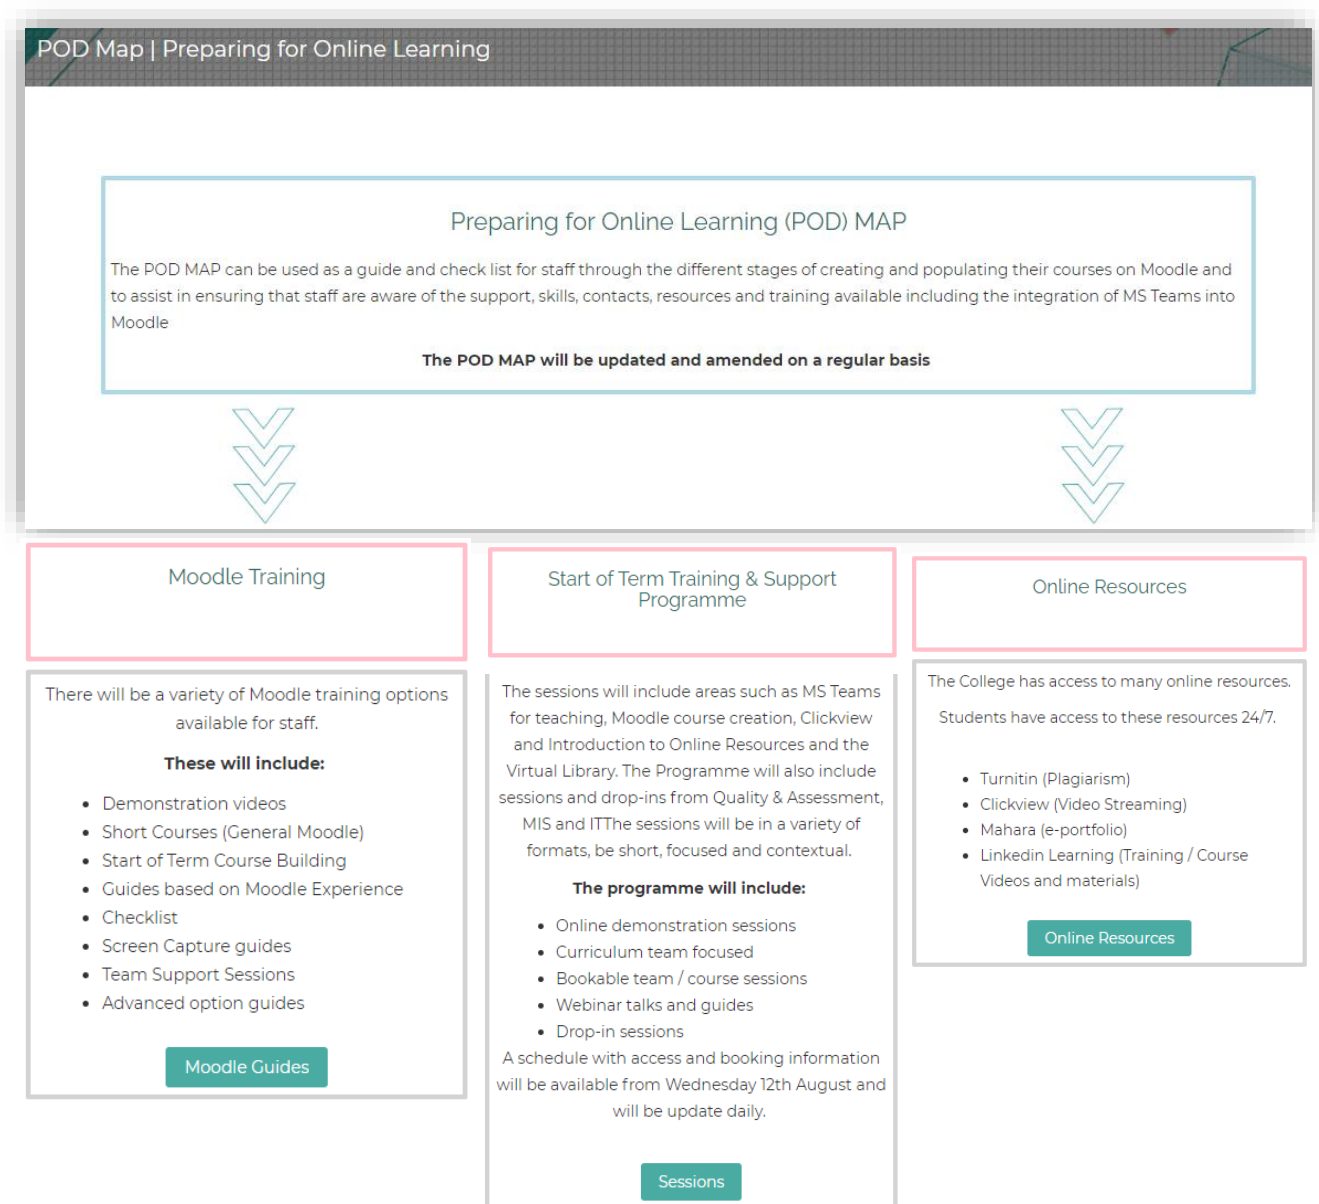 POD Map | Preparing for Online Learning
Preparing for Online Learning (POD) MAP
The POD MAP can be used as a guide and check list for staff through the different stages of creating and populating their courses on Moodle and
to assist in ensuring that staff are aware of the support, skills, contacts, resources and training available including the integration of MS Teams into
Moodle
The POD MAP will be updated and amended on a regular basis
Moodle Training
There will be a variety of Moodle training options
available for staff.
These will include:
• Demonstration videos
• Short Courses (General Moodle)
• Start of Term Course Building
• Guides based on Moodle Experience
• Checklist
• Screen Capture guides
• Team Support Sessions
• Advanced option guides
Moodle Guides
Start of Term Training & Support
Programme
The sessions will include areas such as MS Teams
for teaching, Moodle course creation, Clickview
and Introduction to Online Resources and the
Virtual Library. The Programme will also include
sessions and drop-ins from Quality & Assessment,
MIS and ITThe sessions will be in a variety of
formats, be short, focused and contextual.
The programme will include:
• Online demonstration sessions
• Curriculum team focused
• Bookable team / course sessions
• Webinar talks and guides
• Drop-in sessions
A schedule with access and booking information
will be available from Wednesday 12th August and
will be update daily.
Sessions
Online Resources
The College has access to many online resources.
Students have access to these resources 24/7.
• Turnitin (Plagiarism)
• Clickview (Video Streaming)
• Mahara (e-portfolio)
• Linkedin Learning (Training / Course
Videos and materials)
Online Resources